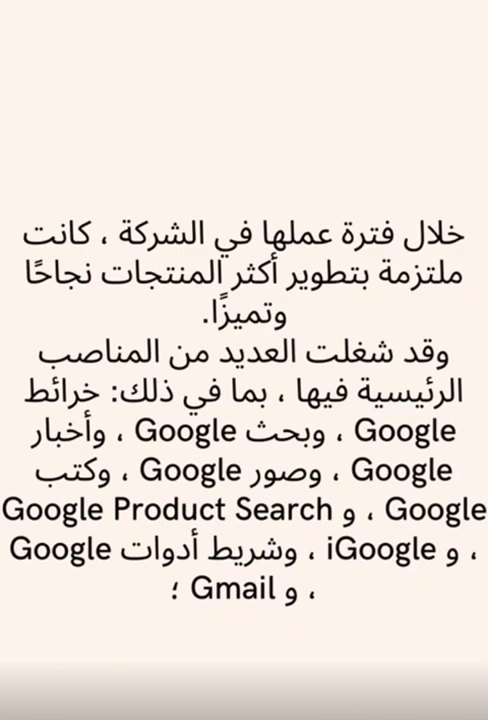 خلال فترة عملها في الشركة ، كانت
ملتزمة بتطوير أكثر المنتجات نجاحًا
وتميزًا.
وقد شغلت العديد من المناصب
الرئيسية فيها ، بما في ذلك: خرائط
Google ، وبحث Google ، وأخبار
Google ، وصور Google ، وكتب
Google ، و Google Product Search
، و iGoogle ، وشريط أدوات Google
، و Gmail ؛